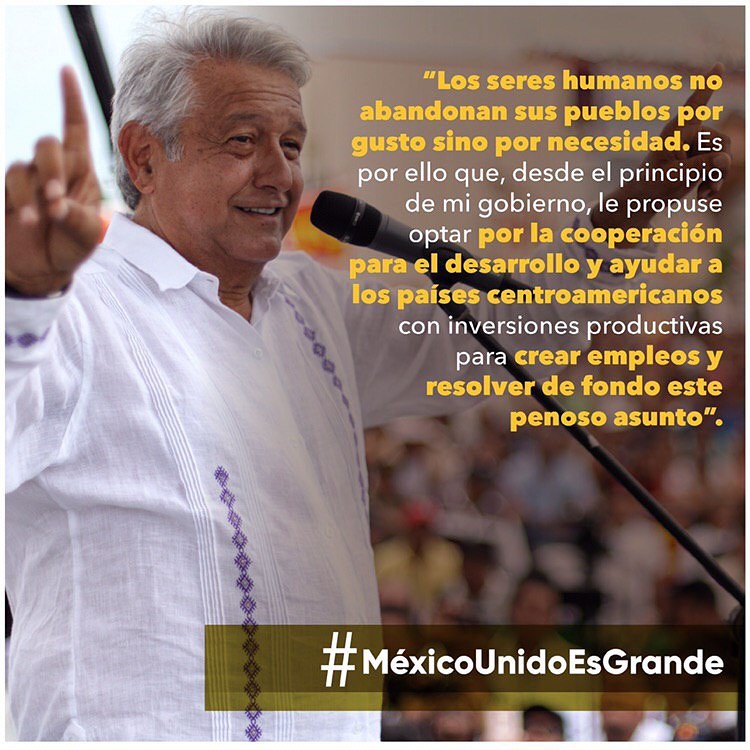 “Los seres humanos no
abandonan sus pueblos por
gusto sino por necesidad. Es
por ello que, desde el principio
de mi gobierno, le propuse
optar por la cooperación
para el desarrollo y ayudar a
los países centroamericanos
con inversiones productivas
para crear empleos y
resolver de fondo este
penoso asunto”.
#MéxicoUnidoEsGrande